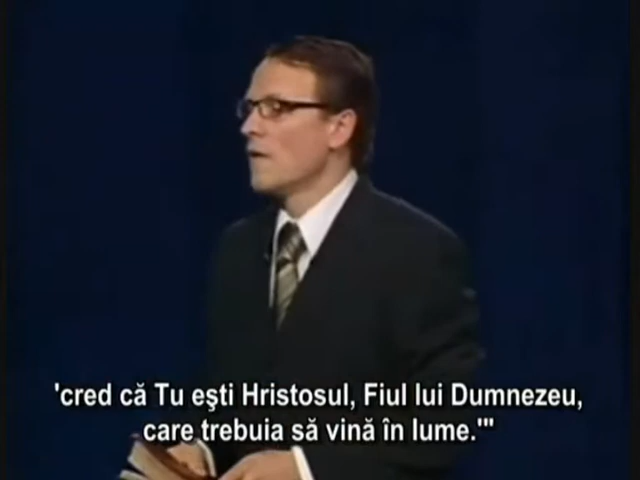 'cred că Tu eşti Hristosul, Fiul lui Dumnezeu,
care trebuia să vină în lume.'"